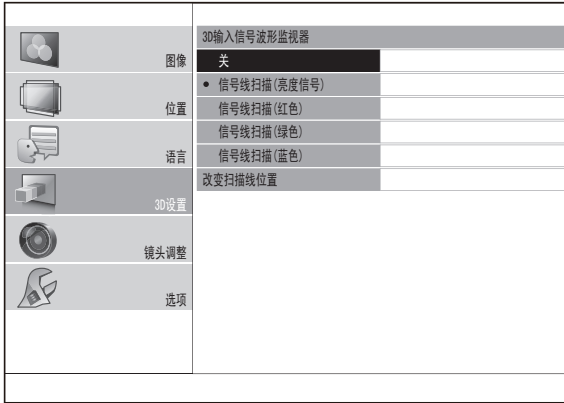 图像
位置
语言
3D设置
镜头调整
选项
3D输入信号波形监视器
关
● 信号线扫描(亮度信号)
信号线扫描(红色)
信号线扫描(绿色)
信号线扫描(蓝色)
改变扫描线位置